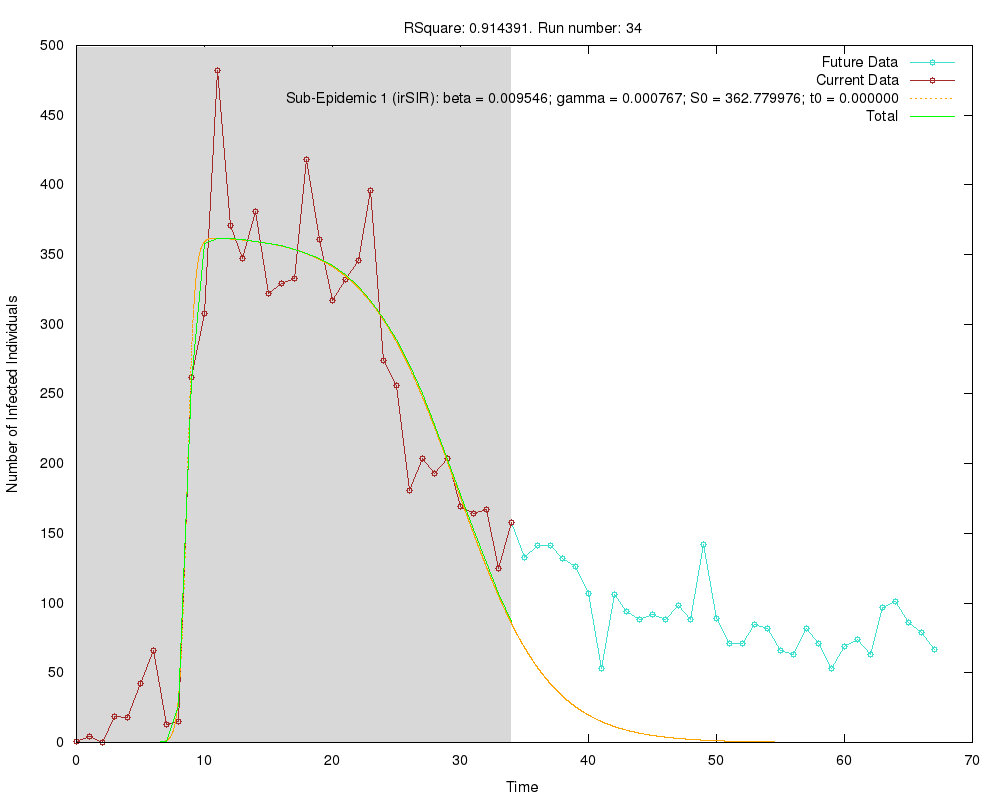 RSquare: 0.914391. Run number: 34
Future Data
Current Data
Sub-Epidemic 1 (irSIR): beta = 0.009546; gamma = 0.000767; S0 = 362.779976; t0 = 0.000000
Total
500
450
400
350
300
250
200
150
100
50
0
Number of Infected Individuals
0 10 20 30 40 50 60 70
Time